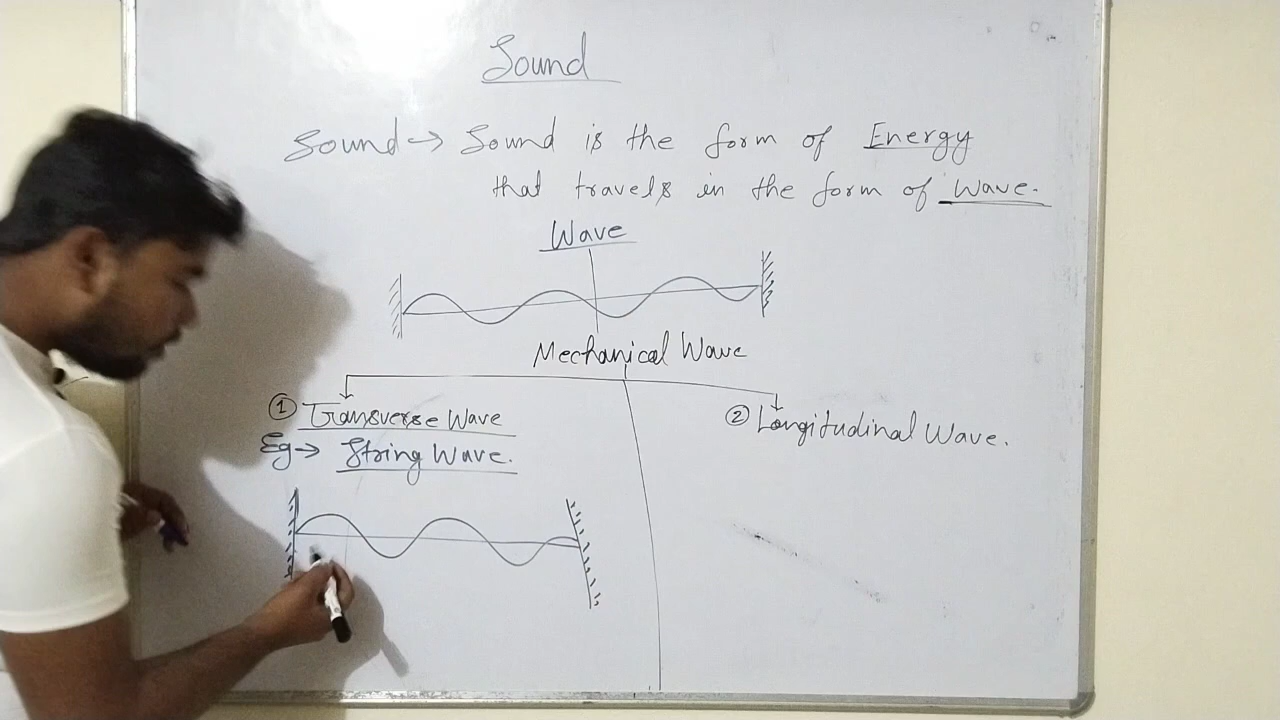 Sound
Sound → Sound is the form of Energy
that travels in the form of Wave.
Wave
Mechanical Wave
① Transverse Wave
Eg → String Wave.
② Longitudinal Wave.